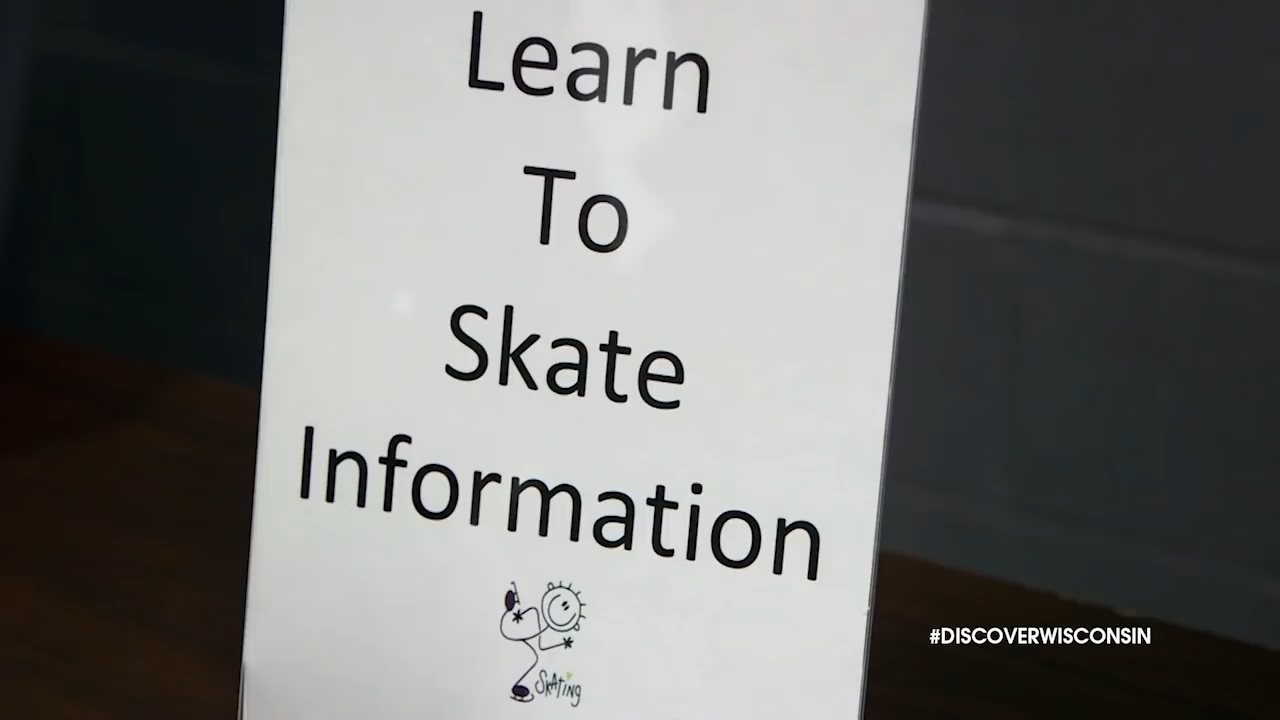 Learn
To
Skate
Information
SkAting
#DISCOVERWISCONSIN